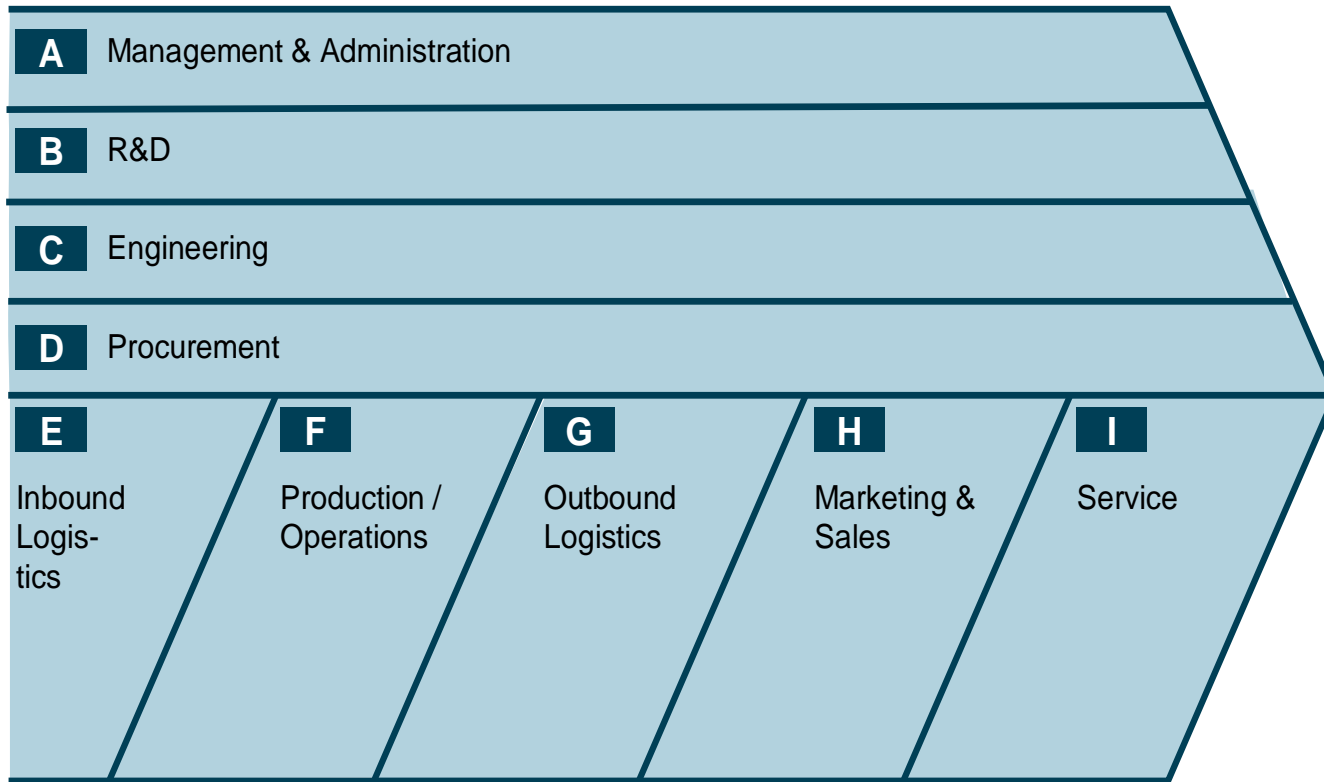 A Management & Administration
B R&D
C Engineering
D Procurement
E
Inbound
Logis-
tics
F
Production /
Operations
G
Outbound
Logistics
H
Marketing &
Sales
I
Service